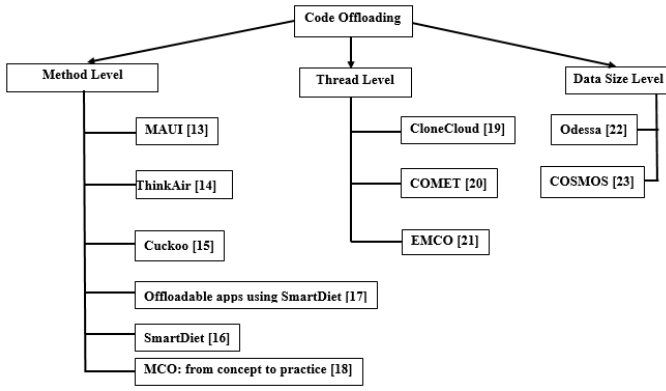 Code Offloading
Method Level
Thread Level
Data Size Level
MAUI [13]
ThinkAir [14]
Cuckoo [15]
Offloadable apps using SmartDiet [17]
SmartDiet [16]
MCO: from concept to practice [18]
CloneCloud [19]
COMET [20]
EMCO [21]
Odessa [22]
COSMOS [23]